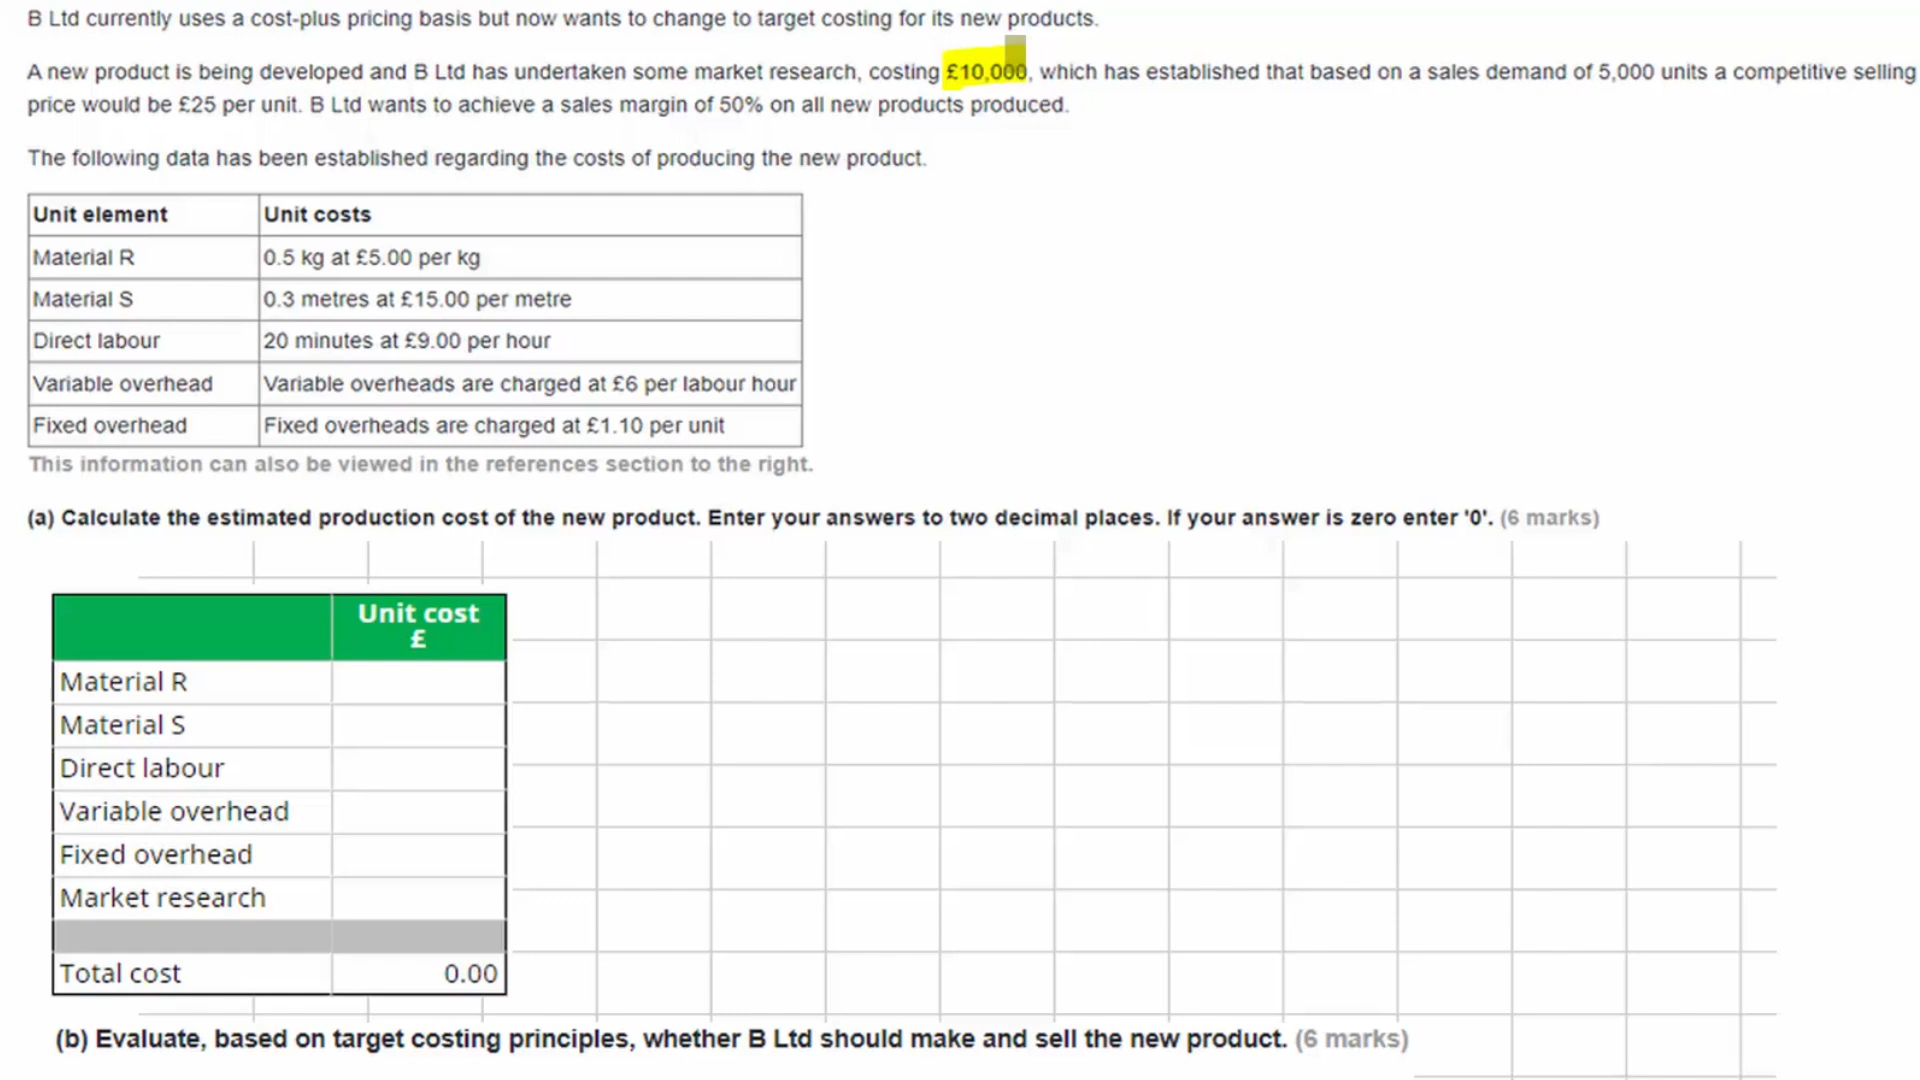 B Ltd currently uses a cost-plus pricing basis but now wants to change to target costing for its new products.
A new product is being developed and B Ltd has undertaken some market research, costing £10,000, which has established that based on a sales demand of 5,000 units a competitive selling
price would be £25 per unit. B Ltd wants to achieve a sales margin of 50% on all new products produced.
The following data has been established regarding the costs of producing the new product.
Unit element Unit costs
Material R 0.5 kg at £5.00 per kg
Material S 0.3 metres at £15.00 per metre
Direct labour 20 minutes at £9.00 per hour
Variable overhead Variable overheads are charged at £6 per labour hour
Fixed overhead Fixed overheads are charged at £1.10 per unit
This information can also be viewed in the references section to the right.
(a) Calculate the estimated production cost of the new product. Enter your answers to two decimal places. If your answer is zero enter '0'. (6 marks)
Unit cost
£
Material R
Material S
Direct labour
Variable overhead
Fixed overhead
Market research
Total cost 0.00
(b) Evaluate, based on target costing principles, whether B Ltd should make and sell the new product. (6 marks)